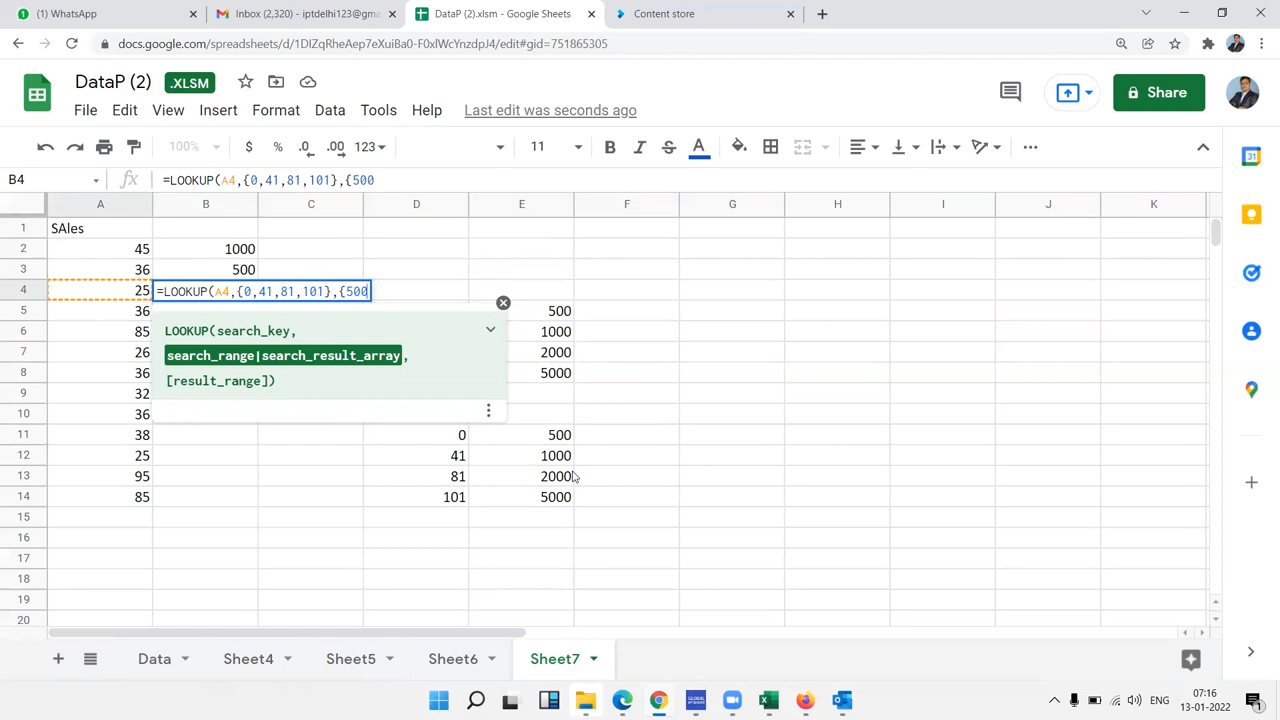 WhatsApp
Inbox (2,320) - iptdelhi123@gma
DataP (2).xlsm - Google Sheets
Content store
docs.google.com/spreadsheets/d/1DlZqRheAep7eXuiBa0-F0xlWcYnzdpJ4/edit#gid=751865305
DataP (2) .XLSM
File Edit View Insert Format Data Tools Help Last edit was seconds ago
Share
100% $ % .0 .00 123 11 B I S A
B4 fx =LOOKUP(A4,{0,41,81,101},{500
A B C D E F G H I J K
1 SAles
2 45 1000
3 36 500
4 25 =LOOKUP(A4,{0,41,81,101},{500
5 36 500
6 85 1000
7 26 2000
8 36 5000
9 32
10 36
11 38 0 500
12 25 41 1000
13 95 81 2000
14 85 101 5000
15
16
17
18
19
20
LOOKUP(search_key,
search_range|search_result_array,
[result_range])
Data Sheet4 Sheet5 Sheet6 Sheet7
ENG
07:16
13-01-2022